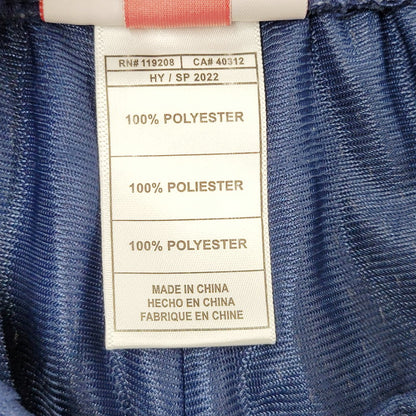 RN# 119208 CA# 40312
HY / SP 2022
100% POLYESTER
100% POLIESTER
100% POLYESTER
MADE IN CHINA
HECHO EN CHINA
FABRIQUE EN CHINE